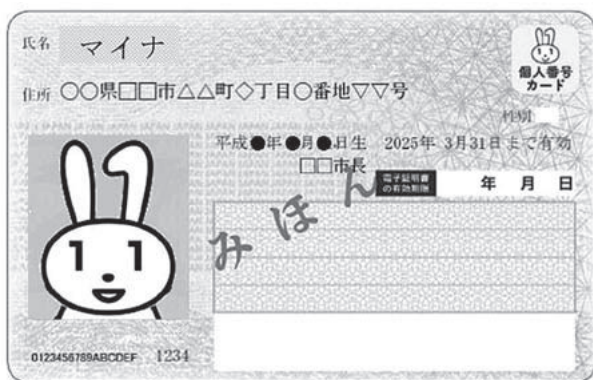 氏名 マイナ
個人番号
カード
住所 ○○県□□市△△町◇丁目○番地▽▽号
性別
平成●年●月●日生 2025年 3月31日まで有効
□□市長
電子証明書
の有効期限
年 月 日
みほん
1 1
0123456789ABCDEF 1234